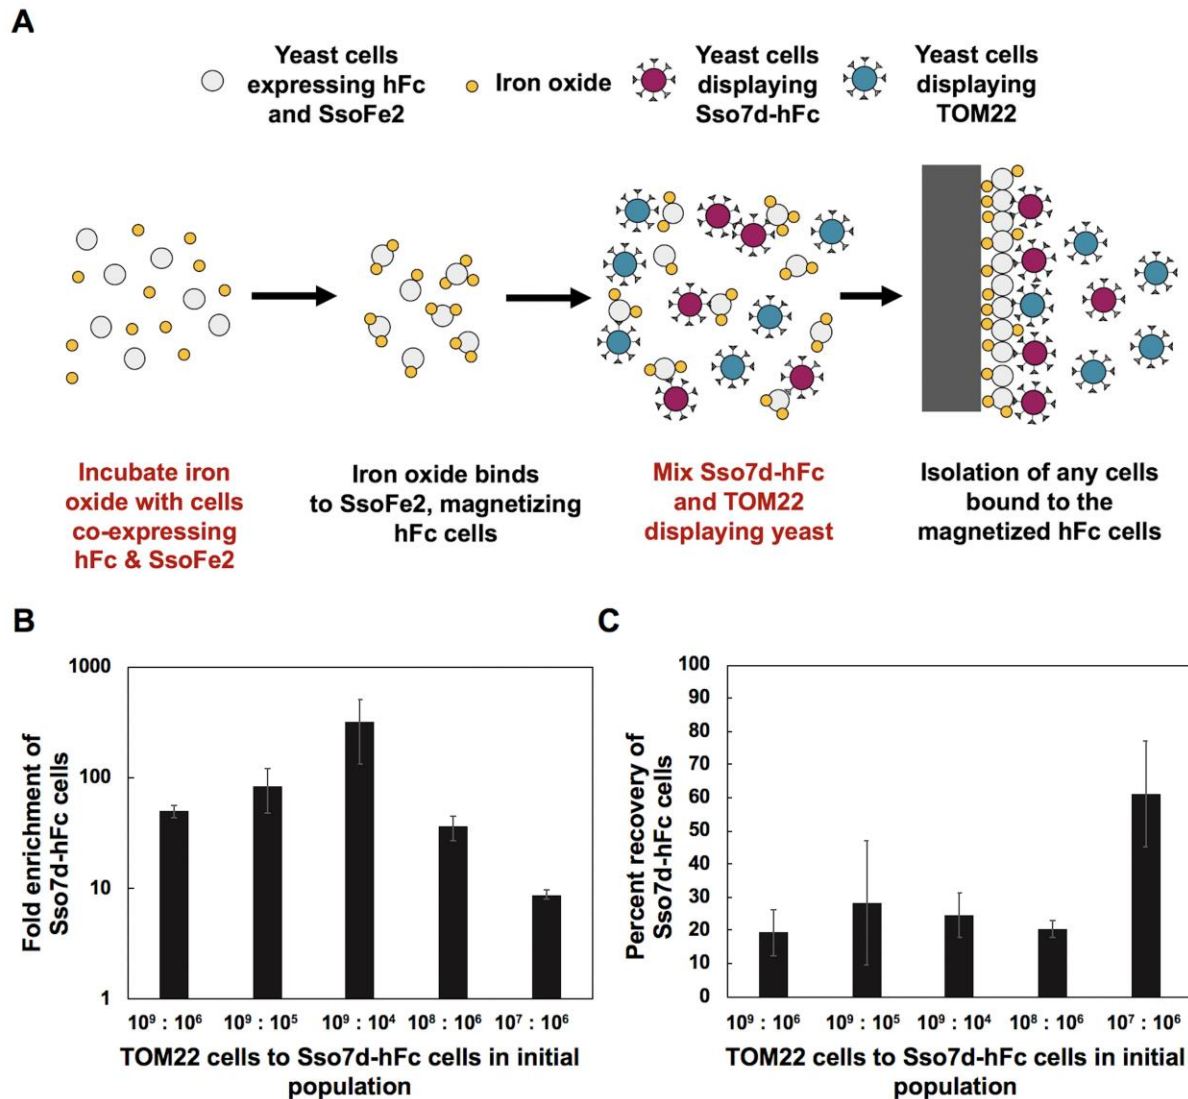 A
Yeast cells
expressing hFc
and SsoFe2
Iron oxide
Yeast cells
displaying
Sso7d-hFc
Yeast cells
displaying
TOM22
Incubate iron
oxide with cells
co-expressing
hFc & SsoFe2
Iron oxide binds
to SsoFe2, magnetizing
hFc cells
Mix Sso7d-hFc
and TOM22
displaying yeast
Isolation of any cells
bound to the
magnetized hFc cells
B
Fold enrichment of
Sso7d-hFc cells
1000
100
10
1
10⁹ : 10⁶
10⁹ : 10⁵
10⁹ : 10⁴
10⁸ : 10⁶
10⁷ : 10⁶
TOM22 cells to Sso7d-hFc cells in initial
population
C
Percent recovery of
Sso7d-hFc cells
100
90
80
70
60
50
40
30
20
10
0
10⁹ : 10⁶
10⁹ : 10⁵
10⁹ : 10⁴
10⁸ : 10⁶
10⁷ : 10⁶
TOM22 cells to Sso7d-hFc cells in initial
population